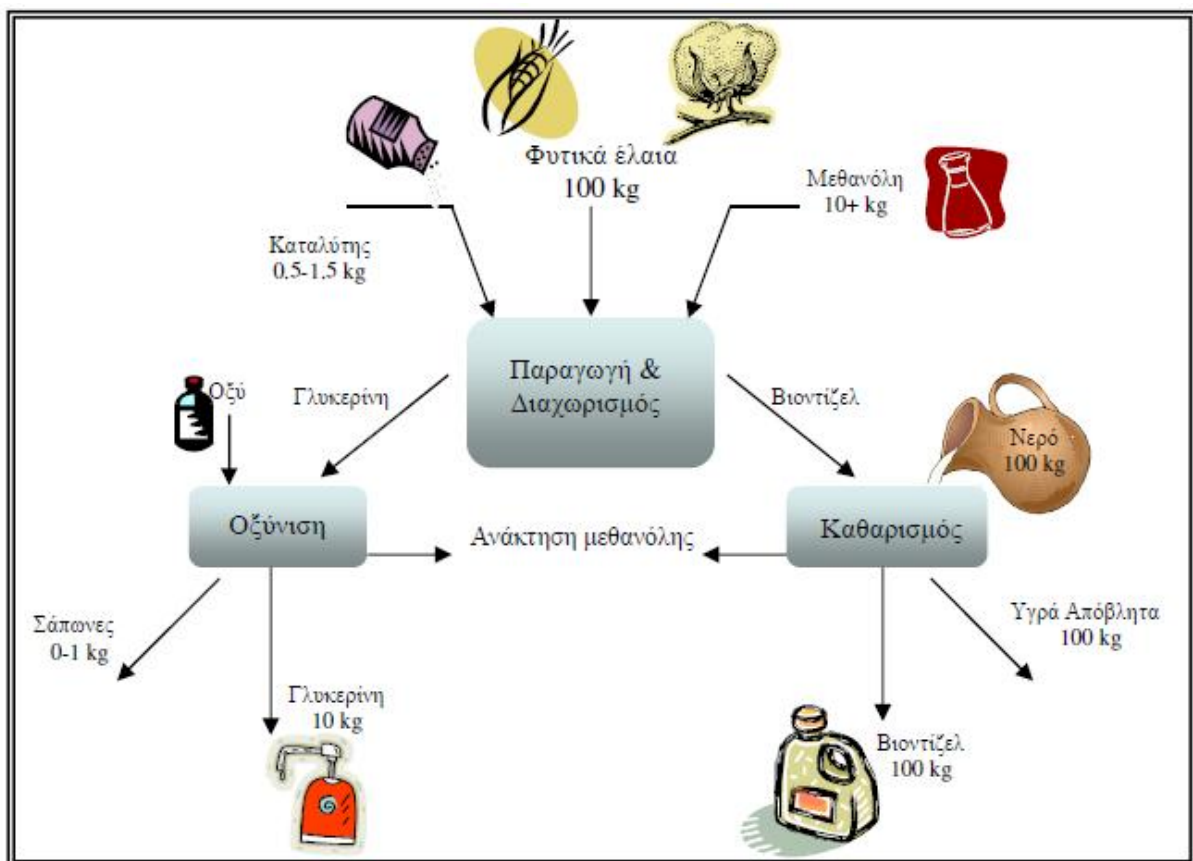 Φυτικά έλαια
100 kg
Μεθανόλη
10+ kg
Καταλύτης
0.5-1.5 kg
Παραγωγή &
Διαχωρισμός
Οξύ
Γλυκερίνη
Βιοντίζελ
Νερό
100 kg
Οξύνιση
Ανάκτηση μεθανόλης
Καθαρισμός
Σάπωνες
0-1 kg
Υγρά Απόβλητα
100 kg
Γλυκερίνη
10 kg
Βιοντίζελ
100 kg